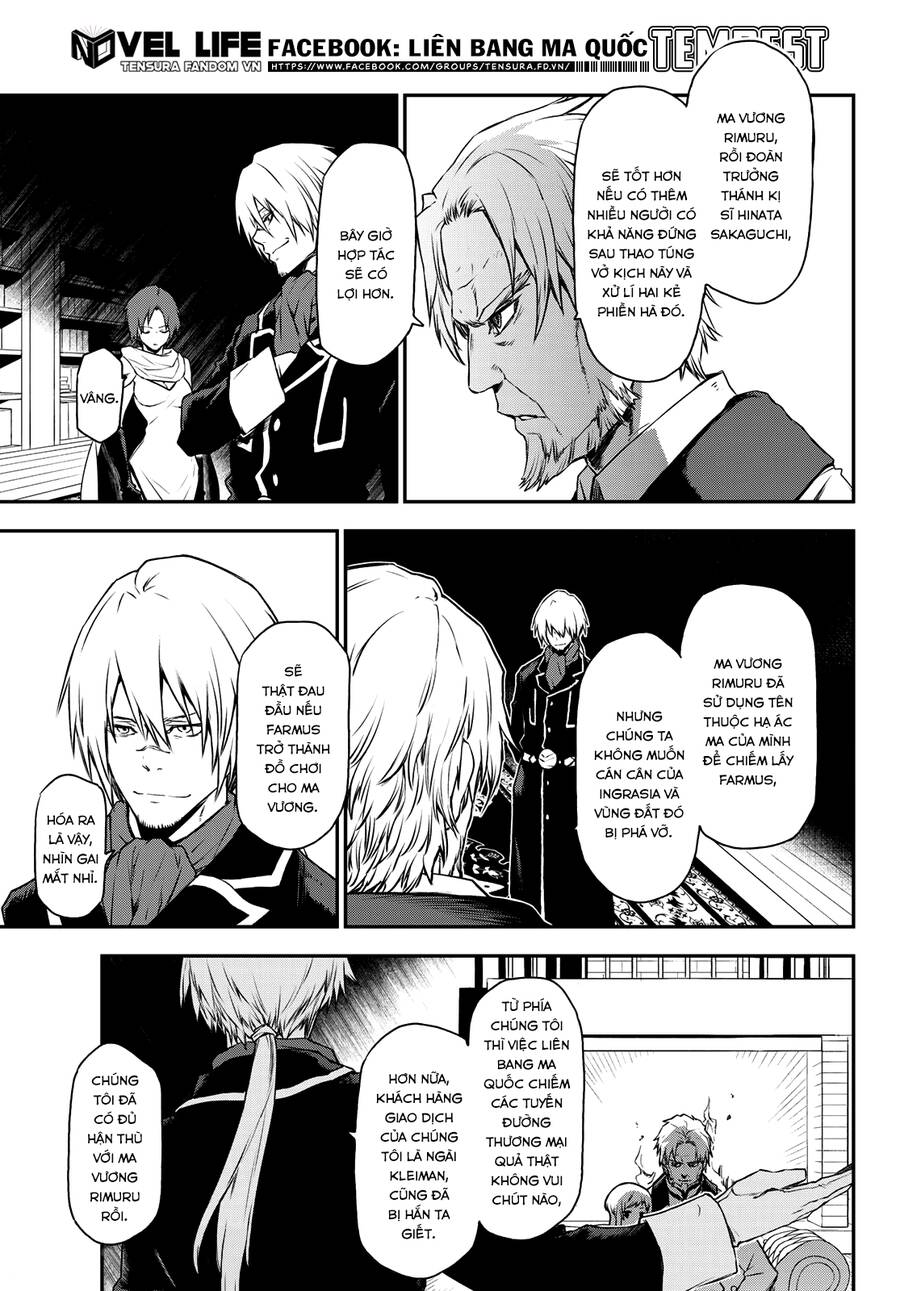 NOVEL LIFE
TENSURA FANDOM VN
FACEBOOK: LIÊN BANG MA QUỐC TEMPEST
HTTPS://WWW.FACEBOOK.COM/GROUPS/TENSURA.FD.VN/
MA VƯƠNG
RIMURU,
RỒI ĐOÀN
TRƯỞNG
THÁNH KỊ
SĨ HINATA
SAKAGUCHI,
SẼ TỐT HƠN
NẾU CÓ THÊM
NHIỀU NGƯỜI CÓ
KHẢ NĂNG ĐỨNG
SAU THAO TÚNG
VỞ KỊCH NÀY VÀ
XỬ LÍ HAI KẺ
PHIỀN HÀ ĐÓ.
BÂY GIỜ
HỢP TÁC
SẼ CÓ
LỢI HƠN.
VÂNG.
MA VƯƠNG
RIMURU ĐÃ
SỬ DỤNG TÊN
THUỘC HẠ ÁC
MA CỦA MÌNH
ĐỂ CHIẾM LẤY
FARMUS,
NHƯNG
CHÚNG TA
KHÔNG MUỐN
CÁN CÂN CỦA
INGRASIA VÀ
VÙNG ĐẤT ĐÓ
BỊ PHÁ VỠ.
SẼ
THẬT ĐAU
ĐẦU NẾU
FARMUS
TRỞ THÀNH
ĐỒ CHƠI
CHO MA
VƯƠNG.
HÓA RA
LÀ VẬY,
NHÌN GAI
MẮT NHỈ.
TỪ PHÍA
CHÚNG TÔI
THÌ VIỆC LIÊN
BANG MA
QUỐC CHIẾM
CÁC TUYẾN
ĐƯỜNG
THƯƠNG MẠI
QUẢ THẬT
KHÔNG VUI
CHÚT NÀO,
HƠN NỮA,
KHÁCH HÀNG
GIAO DỊCH
CỦA CHÚNG
TÔI LÀ NGÀI
KLEIMAN,
CŨNG ĐÃ
BỊ HẮN TA
GIẾT.
CHÚNG
TÔI ĐÃ
CÓ ĐỦ
HẬN THÙ
VỚI MA
VƯƠNG
RIMURU
RỒI.